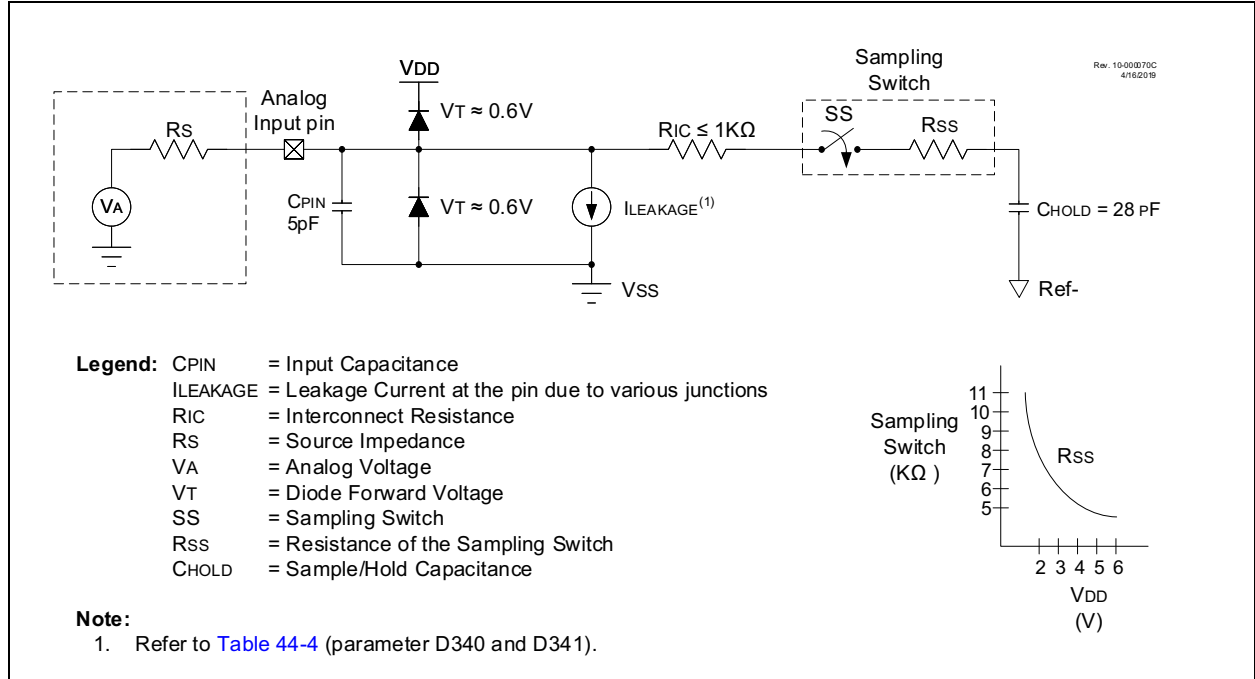 Rev. 10-000070C
4/16/2019
Sampling
Switch
VDD
Analog
Input pin
VT ≈ 0.6V
SS
RSS
RS
RIC ≤ 1KΩ
VA
CPIN
5pF
VT ≈ 0.6V
ILEAKAGE(1)
CHOLD = 28 PF
VSS
Ref-
Legend: CPIN = Input Capacitance
ILEAKAGE = Leakage Current at the pin due to various junctions
RIC = Interconnect Resistance
RS = Source Impedance
VA = Analog Voltage
VT = Diode Forward Voltage
SS = Sampling Switch
RSS = Resistance of the Sampling Switch
CHOLD = Sample/Hold Capacitance
Sampling
Switch
(KΩ )
11
10
9
8
7
6
5
RSS
2 3 4 5 6
VDD
(V)
Note:
1. Refer to Table 44-4 (parameter D340 and D341).